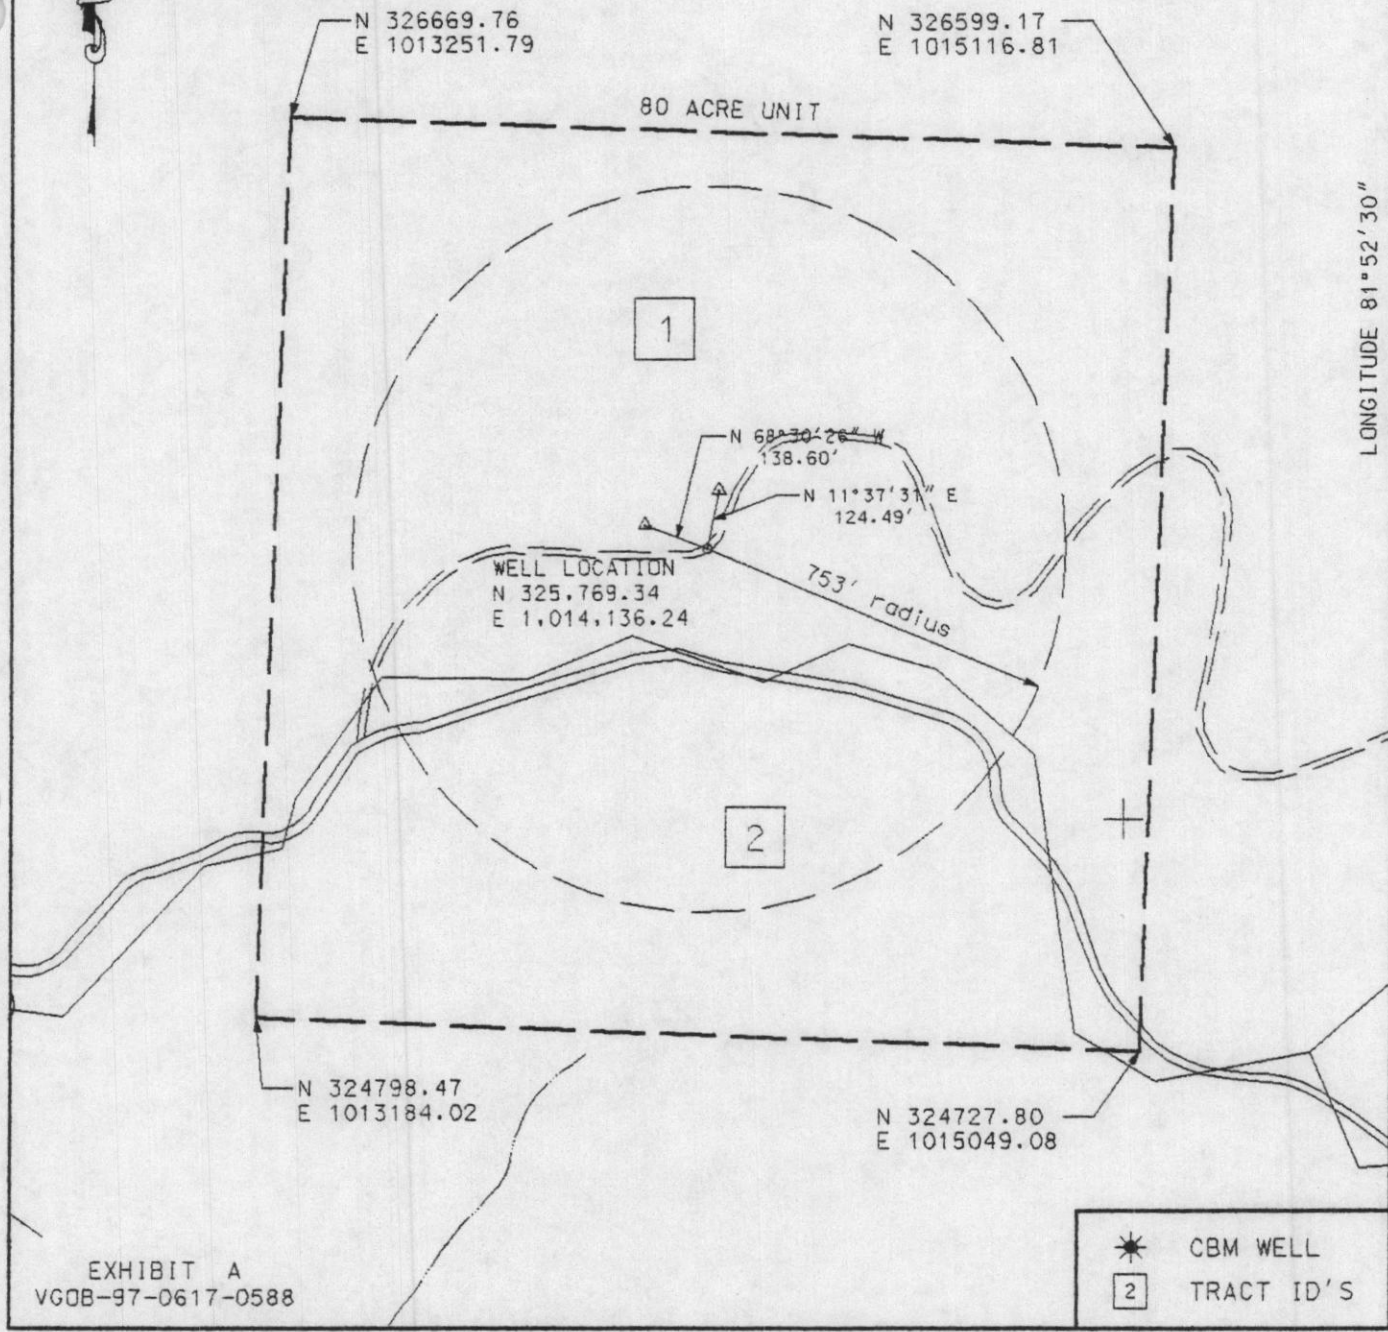 N 326669.76
E 1013251.79
N 326599.17
E 1015116.81
80 ACRE UNIT
LONGITUDE 81°52'30"
1
N 68°30'26" W
138.60'
N 11°37'31" E
124.49'
WELL LOCATION
N 325,769.34
E 1,014,136.24
753' radius
2
N 324798.47
E 1013184.02
N 324727.80
E 1015049.08
EXHIBIT A
VGOB-97-0617-0588
CBM WELL
2 TRACT ID'S